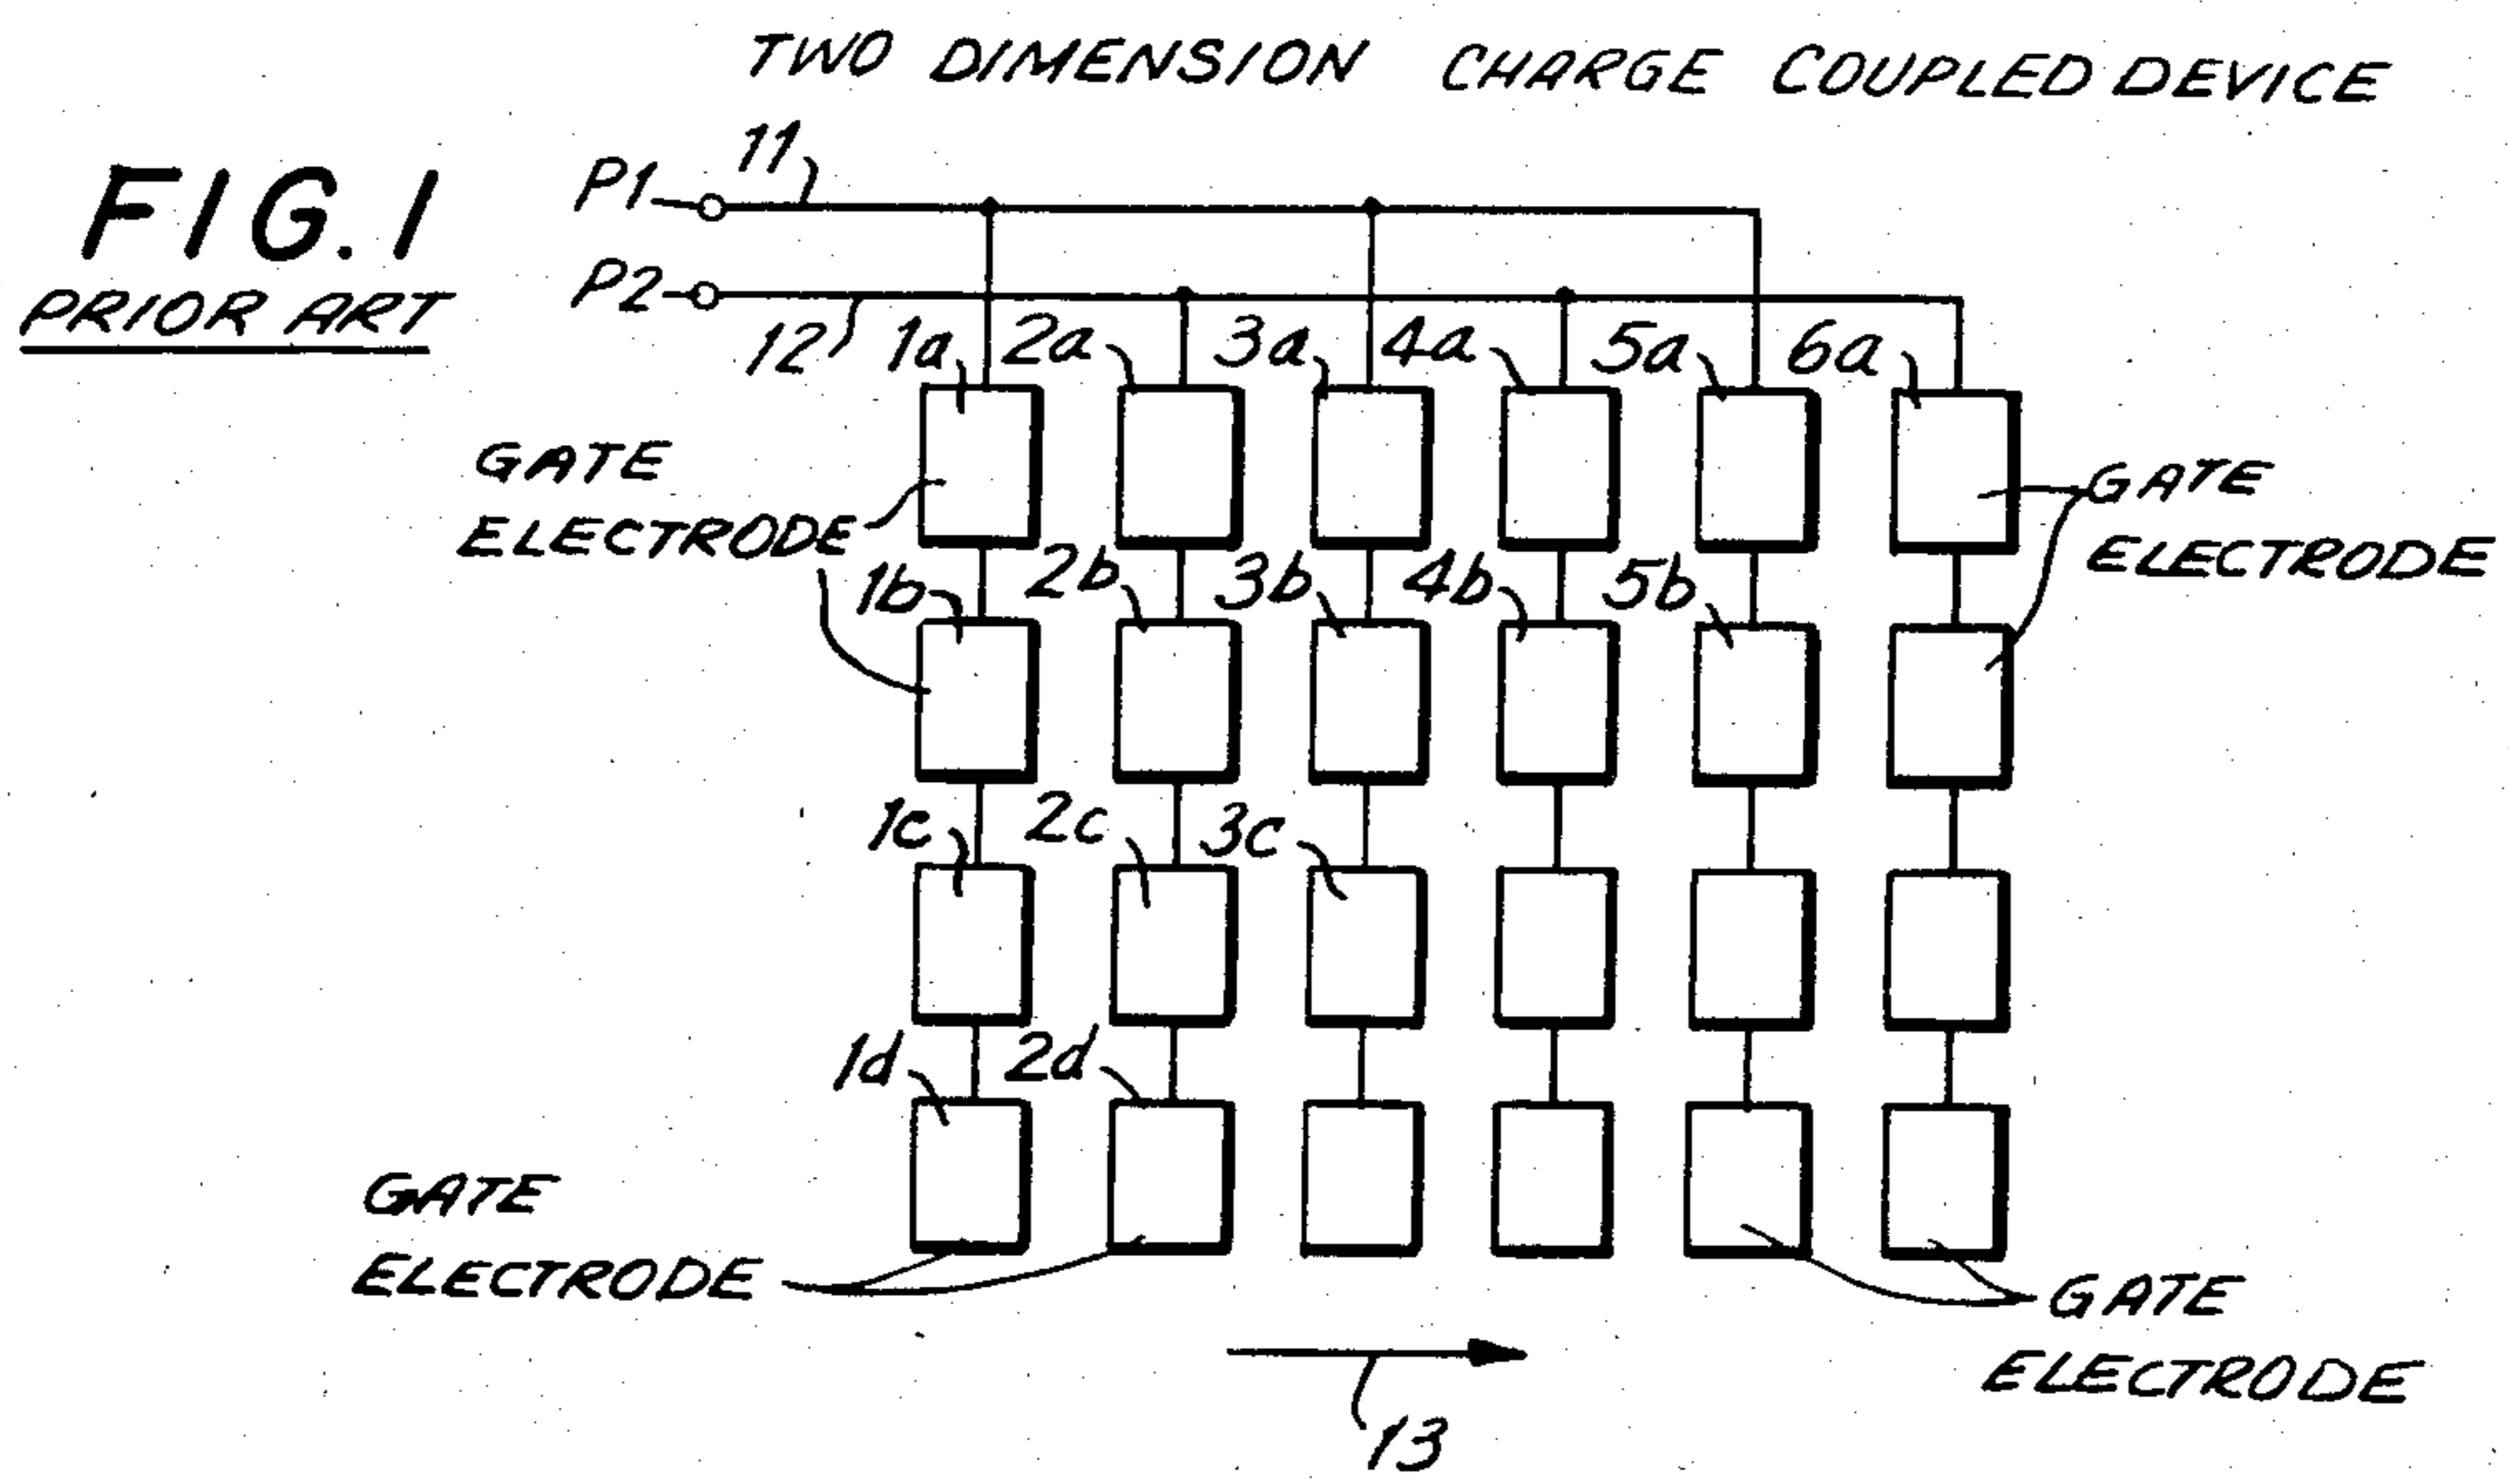 TWO DIMENSION CHARGE COUPLED DEVICE
FIG. 1
PRIOR ART
P1
11
P2
12
1a 2a 3a 4a 5a 6a
GATE
ELECTRODE
GATE
ELECTRODE
1b 2b 3b 4b 5b
1c 2c 3c
1d 2d
GATE
ELECTRODE
GATE
ELECTRODE
13